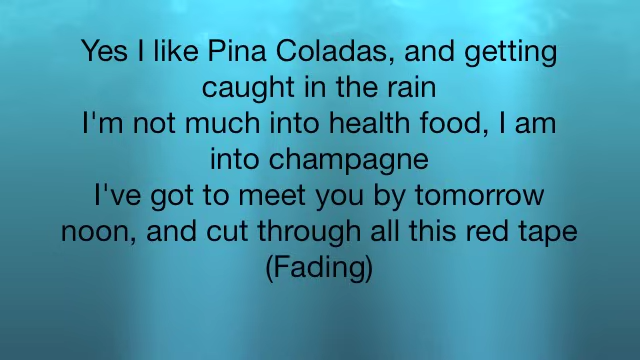 Yes I like Pina Coladas, and getting
caught in the rain
I'm not much into health food, I am
into champagne
I've got to meet you by tomorrow
noon, and cut through all this red tape
(Fading)